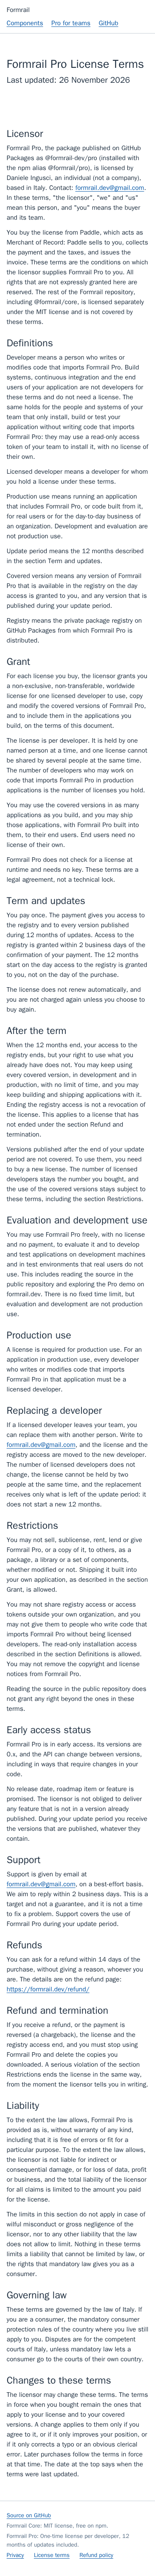 Formrail
Components Pro for teams GitHub
Formrail Pro License Terms
Last updated: 26 November 2026
Licensor
Formrail Pro, the package published on GitHub
Packages as @formrail-dev/pro (installed with
the npm alias @formrail/pro), is licensed by
Daniele Ingusci, an individual (not a company),
based in Italy. Contact: formrail.dev@gmail.com.
In these terms, "the licensor", "we" and "us"
mean this person, and "you" means the buyer
and its team.
You buy the license from Paddle, which acts as
Merchant of Record: Paddle sells to you, collects
the payment and the taxes, and issues the
invoice. These terms are the conditions on which
the licensor supplies Formrail Pro to you. All
rights that are not expressly granted here are
reserved. The rest of the Formrail repository,
including @formrail/core, is licensed separately
under the MIT license and is not covered by
these terms.
Definitions
Developer means a person who writes or
modifies code that imports Formrail Pro. Build
systems, continuous integration and the end
users of your application are not developers for
these terms and do not need a license. The
same holds for the people and systems of your
team that only install, build or test your
application without writing code that imports
Formrail Pro: they may use a read-only access
token of your team to install it, with no license of
their own.
Licensed developer means a developer for whom
you hold a license under these terms.
Production use means running an application
that includes Formrail Pro, or code built from it,
for real users or for the day-to-day business of
an organization. Development and evaluation are
not production use.
Update period means the 12 months described
in the section Term and updates.
Covered version means any version of Formrail
Pro that is available in the registry on the day
access is granted to you, and any version that is
published during your update period.
Registry means the private package registry on
GitHub Packages from which Formrail Pro is
distributed.
Grant
For each license you buy, the licensor grants you
a non-exclusive, non-transferable, worldwide
license for one licensed developer to use, copy
and modify the covered versions of Formrail Pro,
and to include them in the applications you
build, on the terms of this document.
The license is per developer. It is held by one
named person at a time, and one license cannot
be shared by several people at the same time.
The number of developers who may work on
code that imports Formrail Pro in production
applications is the number of licenses you hold.
You may use the covered versions in as many
applications as you build, and you may ship
those applications, with Formrail Pro built into
them, to their end users. End users need no
license of their own.
Formrail Pro does not check for a license at
runtime and needs no key. These terms are a
legal agreement, not a technical lock.
Term and updates
You pay once. The payment gives you access to
the registry and to every version published
during 12 months of updates. Access to the
registry is granted within 2 business days of the
confirmation of your payment. The 12 months
start on the day access to the registry is granted
to you, not on the day of the purchase.
The license does not renew automatically, and
you are not charged again unless you choose to
buy again.
After the term
When the 12 months end, your access to the
registry ends, but your right to use what you
already have does not. You may keep using
every covered version, in development and in
production, with no limit of time, and you may
keep building and shipping applications with it.
Ending the registry access is not a revocation of
the license. This applies to a license that has
not ended under the section Refund and
termination.
Versions published after the end of your update
period are not covered. To use them, you need
to buy a new license. The number of licensed
developers stays the number you bought, and
the use of the covered versions stays subject to
these terms, including the section Restrictions.
Evaluation and development use
You may use Formrail Pro freely, with no license
and no payment, to evaluate it and to develop
and test applications on development machines
and in test environments that real users do not
use. This includes reading the source in the
public repository and exploring the Pro demo on
formrail.dev. There is no fixed time limit, but
evaluation and development are not production
use.
Production use
A license is required for production use. For an
application in production use, every developer
who writes or modifies code that imports
Formrail Pro in that application must be a
licensed developer.
Replacing a developer
If a licensed developer leaves your team, you
can replace them with another person. Write to
formrail.dev@gmail.com, and the license and the
registry access are moved to the new developer.
The number of licensed developers does not
change, the license cannot be held by two
people at the same time, and the replacement
receives only what is left of the update period: it
does not start a new 12 months.
Restrictions
You may not sell, sublicense, rent, lend or give
Formrail Pro, or a copy of it, to others, as a
package, a library or a set of components,
whether modified or not. Shipping it built into
your own application, as described in the section
Grant, is allowed.
You may not share registry access or access
tokens outside your own organization, and you
may not give them to people who write code that
imports Formrail Pro without being licensed
developers. The read-only installation access
described in the section Definitions is allowed.
You may not remove the copyright and license
notices from Formrail Pro.
Reading the source in the public repository does
not grant any right beyond the ones in these
terms.
Early access status
Formrail Pro is in early access. Its versions are
0.x, and the API can change between versions,
including in ways that require changes in your
code.
No release date, roadmap item or feature is
promised. The licensor is not obliged to deliver
any feature that is not in a version already
published. During your update period you receive
the versions that are published, whatever they
contain.
Support
Support is given by email at
formrail.dev@gmail.com, on a best-effort basis.
We aim to reply within 2 business days. This is a
target and not a guarantee, and it is not a time
to fix a problem. Support covers the use of
Formrail Pro during your update period.
Refunds
You can ask for a refund within 14 days of the
purchase, without giving a reason, whoever you
are. The details are on the refund page:
https://formrail.dev/refund/
Refund and termination
If you receive a refund, or the payment is
reversed (a chargeback), the license and the
registry access end, and you must stop using
Formrail Pro and delete the copies you
downloaded. A serious violation of the section
Restrictions ends the license in the same way,
from the moment the licensor tells you in writing.
Liability
To the extent the law allows, Formrail Pro is
provided as is, without warranty of any kind,
including that it is free of errors or fit for a
particular purpose. To the extent the law allows,
the licensor is not liable for indirect or
consequential damage, or for loss of data, profit
or business, and the total liability of the licensor
for all claims is limited to the amount you paid
for the license.
The limits in this section do not apply in case of
wilful misconduct or gross negligence of the
licensor, nor to any other liability that the law
does not allow to limit. Nothing in these terms
limits a liability that cannot be limited by law, or
the rights that mandatory law gives you as a
consumer.
Governing law
These terms are governed by the law of Italy. If
you are a consumer, the mandatory consumer
protection rules of the country where you live still
apply to you. Disputes are for the competent
courts of Italy, unless mandatory law lets a
consumer go to the courts of their own country.
Changes to these terms
The licensor may change these terms. The terms
in force when you bought remain the ones that
apply to your license and to your covered
versions. A change applies to them only if you
agree to it, or if it only improves your position, or
if it only corrects a typo or an obvious clerical
error. Later purchases follow the terms in force
at that time. The date at the top says when the
terms were last updated.
Source on GitHub
Formrail Core: MIT license, free on npm.
Formrail Pro: One-time license per developer, 12
months of updates included.
Privacy License terms Refund policy